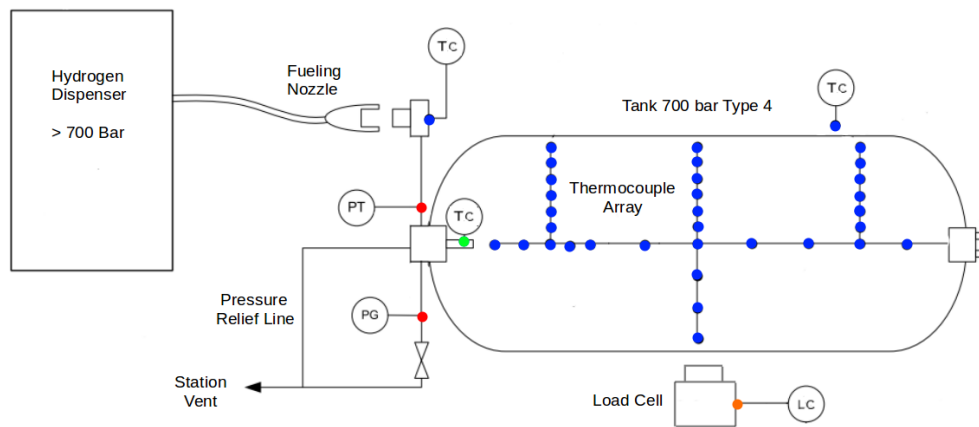 Hydrogen
Dispenser
> 700 Bar
Fueling
Nozzle
TC
Tank 700 bar Type 4
TC
Thermocouple
Array
PT
TC
Pressure
Relief Line
PG
Station
Vent
Load Cell
LC